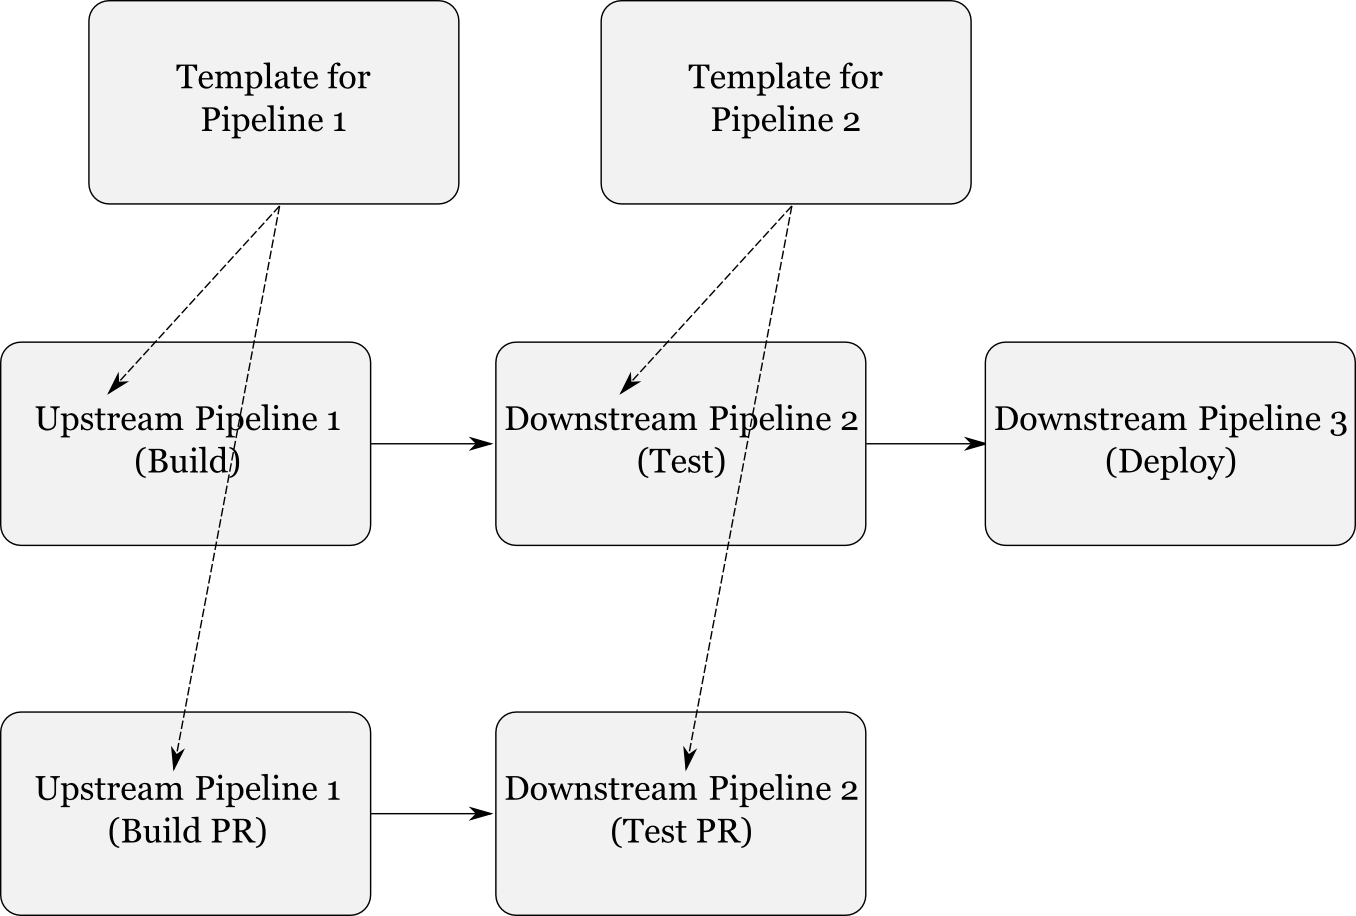 Template for
Pipeline 1
Template for
Pipeline 2
Upstream Pipeline 1
(Build)
Downstream Pipeline 2
(Test)
Downstream Pipeline 3
(Deploy)
Upstream Pipeline 1
(Build PR)
Downstream Pipeline 2
(Test PR)